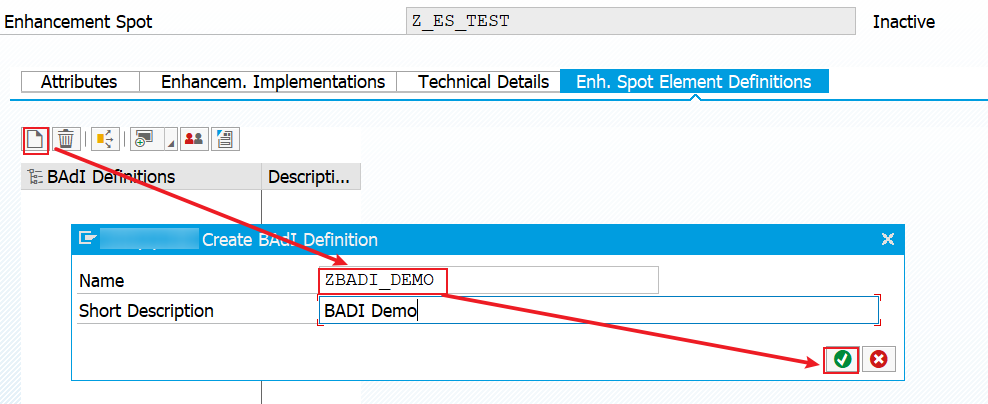 Enhancement Spot Z_ES_TEST Inactive
Attributes Enhancem. Implementations Technical Details Enh. Spot Element Definitions
BAdI Definitions Descripti...
Create BAdI Definition
Name ZBADI_DEMO
Short Description BADI Demo